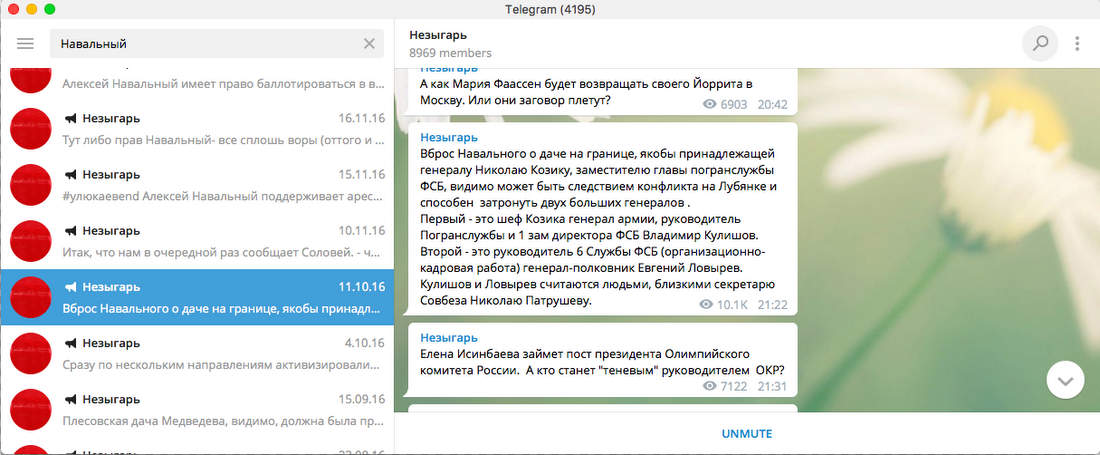 Telegram (4195)
Навальный
Алексей Навальный имеет право баллотироваться в в...
Незыгарь 16.11.16
Тут либо прав Навальный- все сплошь воры (оттого и ...
Незыгарь 15.11.16
#улюкаевend Алексей Навальный поддерживает арес...
Незыгарь 10.11.16
Итак, что нам в очередной раз сообщает Соловей. - ч...
Незыгарь 11.10.16
Вброс Навального о даче на границе, якобы принадл...
Незыгарь 4.10.16
Сразу по нескольким направлениям активизировали...
Незыгарь 15.09.16
Плесовская дача Медведева, видимо, должна была пр...
Незыгарь
8969 members
Незыгарь
А как Мария Фаассен будет возвращать своего Йоррита в
Москву. Или они заговор плетут?
6903 20:42
Незыгарь
Вброс Навального о даче на границе, якобы принадлежащей
генералу Николаю Козику, заместителю главы погранслужбы
ФСБ, видимо может быть следствием конфликта на Лубянке и
способен затронуть двух больших генералов .
Первый - это шеф Козика генерал армии, руководитель
Погранслужбы и 1 зам директора ФСБ Владимир Кулишов.
Второй - это руководитель 6 Службы ФСБ (организационно-
кадровая работа) генерал-полковник Евгений Ловырев.
Кулишов и Ловырев считаются людьми, близкими секретарю
Совбеза Николаю Патрушеву.
10.1K 21:22
Незыгарь
Елена Исинбаева займет пост президента Олимпийского
комитета России. А кто станет "теневым" руководителем ОКР?
7122 21:31
UNMUTE